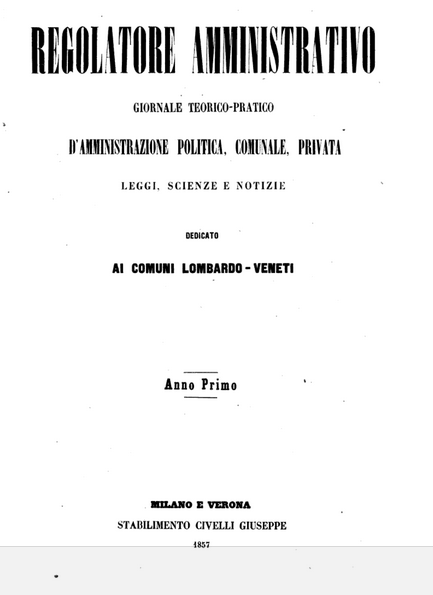 REGOLATORE AMMINISTRATIVO
GIORNALE TEORICO-PRATICO
D'AMMINISTRAZIONE POLITICA, COMUNALE, PRIVATA
LEGGI, SCIENZE E NOTIZIE
DEDICATO
AI COMUNI LOMBARDO-VENETI
Anno Primo
MILANO E VERONA
STABILIMENTO CIVELLI GIUSEPPE
1857